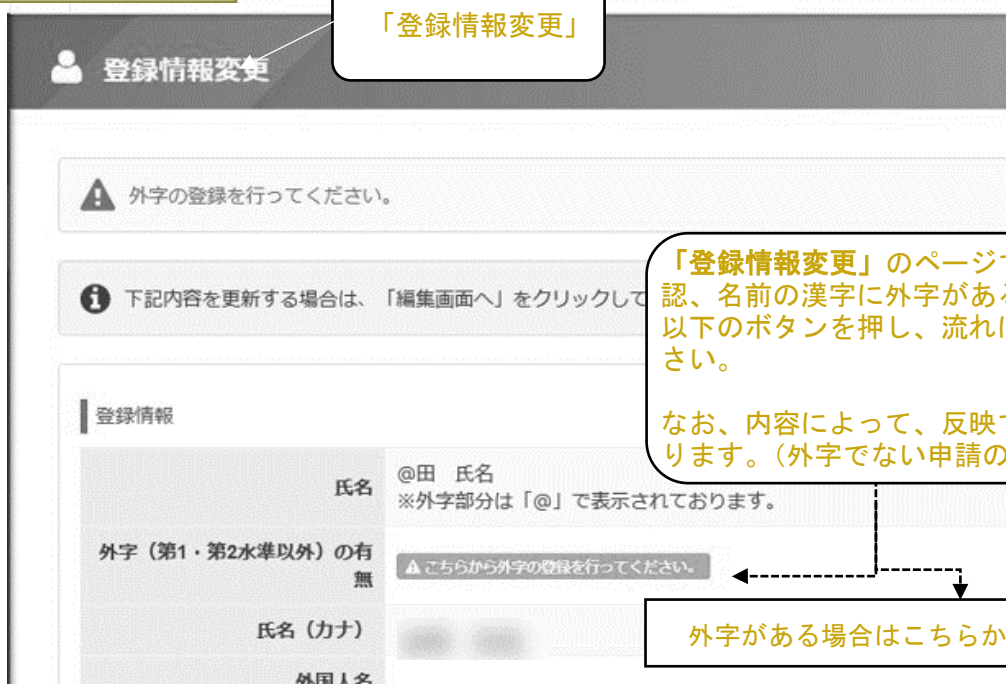 「登録情報変更」
登録情報変更
外字の登録を行ってください。
下記内容を更新する場合は、「編集画面へ」をクリックして
「登録情報変更」のページ
認、名前の漢字に外字があ
以下のボタンを押し、流れ
さい。
なお、内容によって、反映
ります。（外字でない申請の
登録情報
氏名
@田　氏名
※外字部分は「@」で表示されております。
外字（第1・第2水準以外）の有
無
こちらから外字の登録を行ってください。
氏名（カナ）
外字がある場合はこちらか
外国人名